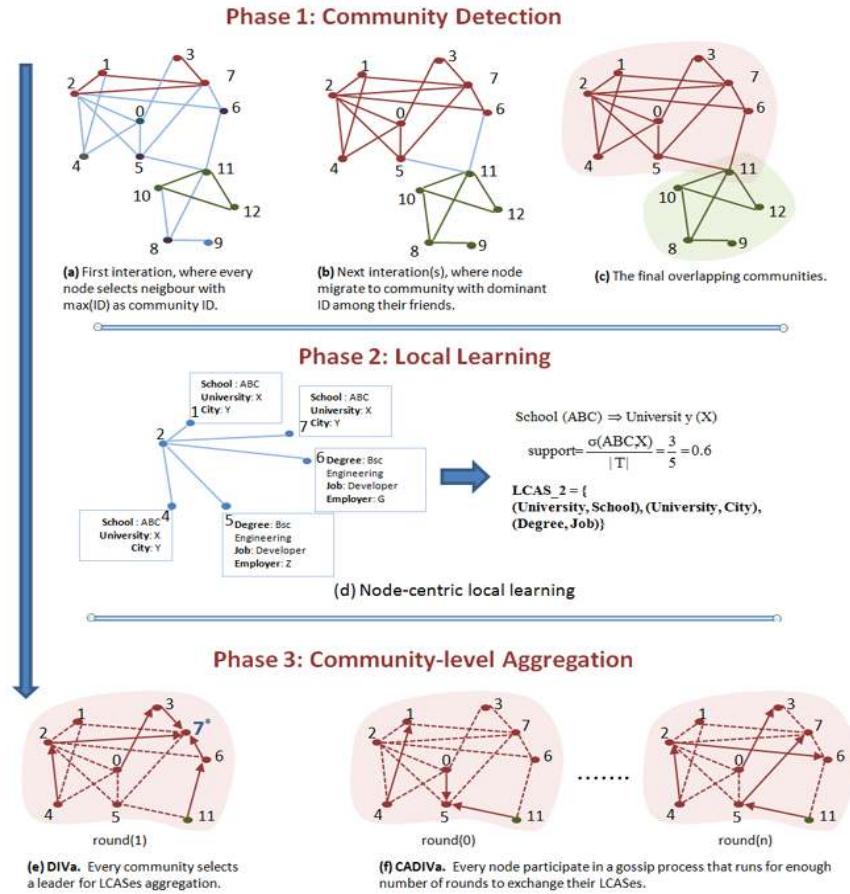 Phase 1: Community Detection
1
2
3
7
6
0
4
5
11
10
12
8
9
1
2
3
7
6
0
4
5
11
10
12
8
9
1
2
3
7
6
0
4
5
11
10
12
8
9
(a) First interation, where every
node selects neigbour with
max(ID) as community ID.
(b) Next interation(s), where node
migrate to community with dominant
ID among their friends.
(c) The final overlapping communities.
Phase 2: Local Learning
School : ABC
University: X
City: Y
1
School : ABC
University: X
City: Y
7
2
6
Degree: Bsc
Engineering
Job: Developer
Employer: G
4
School : ABC
University: X
City: Y
5
Degree: Bsc
Engineering
Job: Developer
Employer: Z
School (ABC) ⇒ Universit y (X)
support= σ(ABC,X) / |T| = 3/5 = 0.6
LCAS_2 = {
(University, School), (University, City),
(Degree, Job)}
(d) Node-centric local learning
Phase 3: Community-level Aggregation
1
2
3
7*
6
0
4
5
11
round(1)
1
2
3
7
6
0
4
5
11
round(0)
.......
1
2
3
7
6
0
4
5
11
round(n)
(e) DIVa. Every community selects
a leader for LCASes aggregation.
(f) CADIVa. Every node participate in a gossip process that runs for enough
number of rounds to exchange their LCASes.